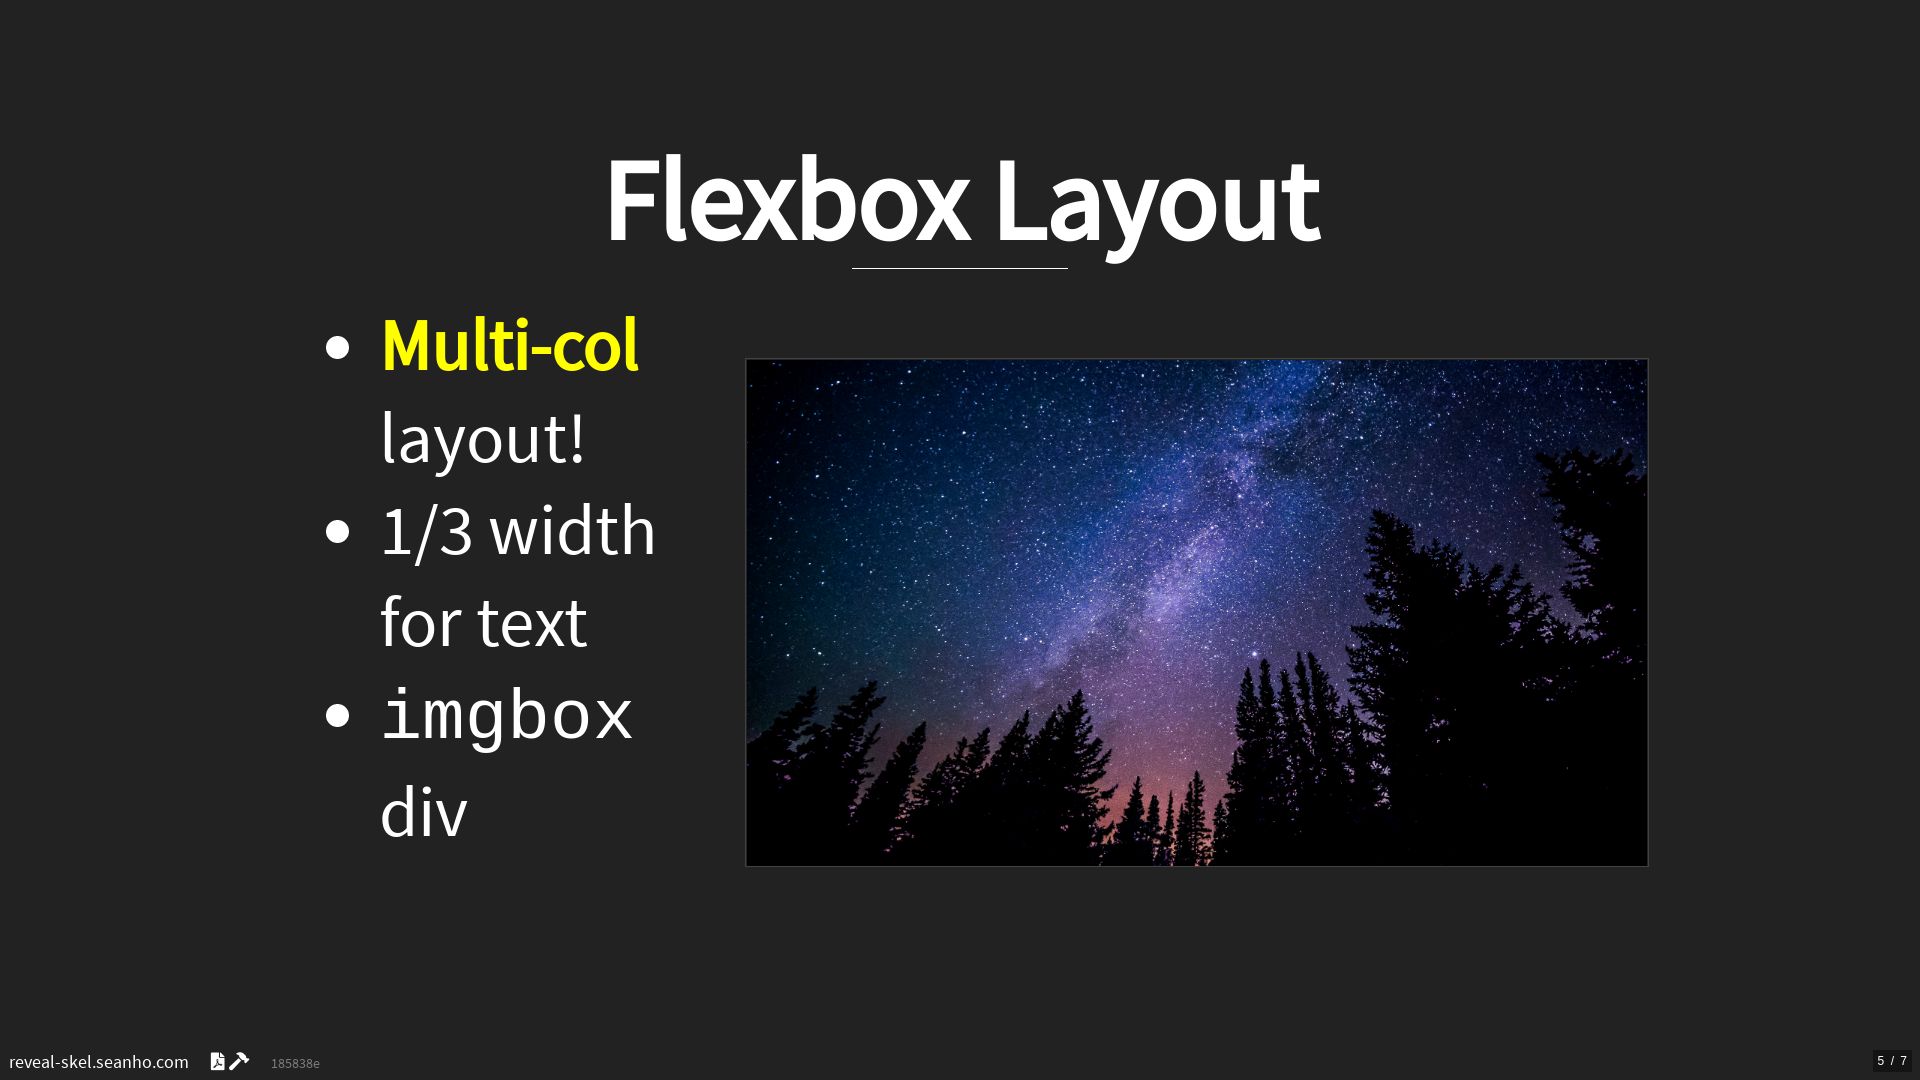 Flexbox Layout
Multi-col
layout!
1/3 width
for text
imgbox
div
reveal-skel.seanho.com 185838e
5 / 7